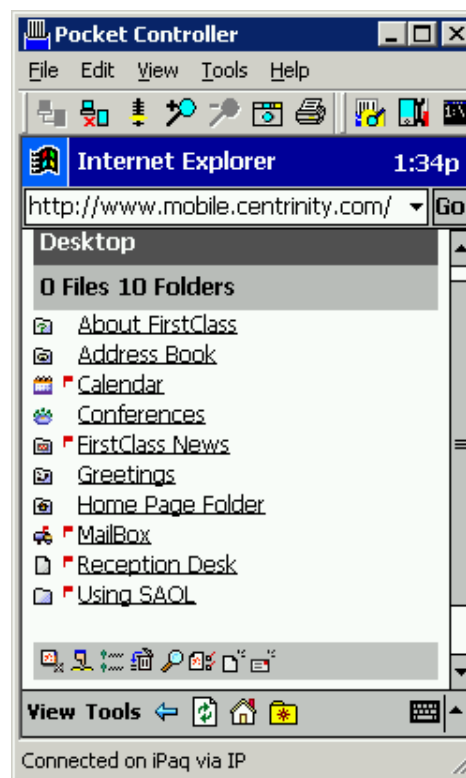 Pocket Controller
File Edit View Tools Help
Internet Explorer 1:34p
http://www.mobile.centrinity.com/ Go
Desktop
0 Files 10 Folders
About FirstClass
Address Book
Calendar
Conferences
FirstClass News
Greetings
Home Page Folder
MailBox
Reception Desk
Using SAOL
View Tools
Connected on iPaq via IP